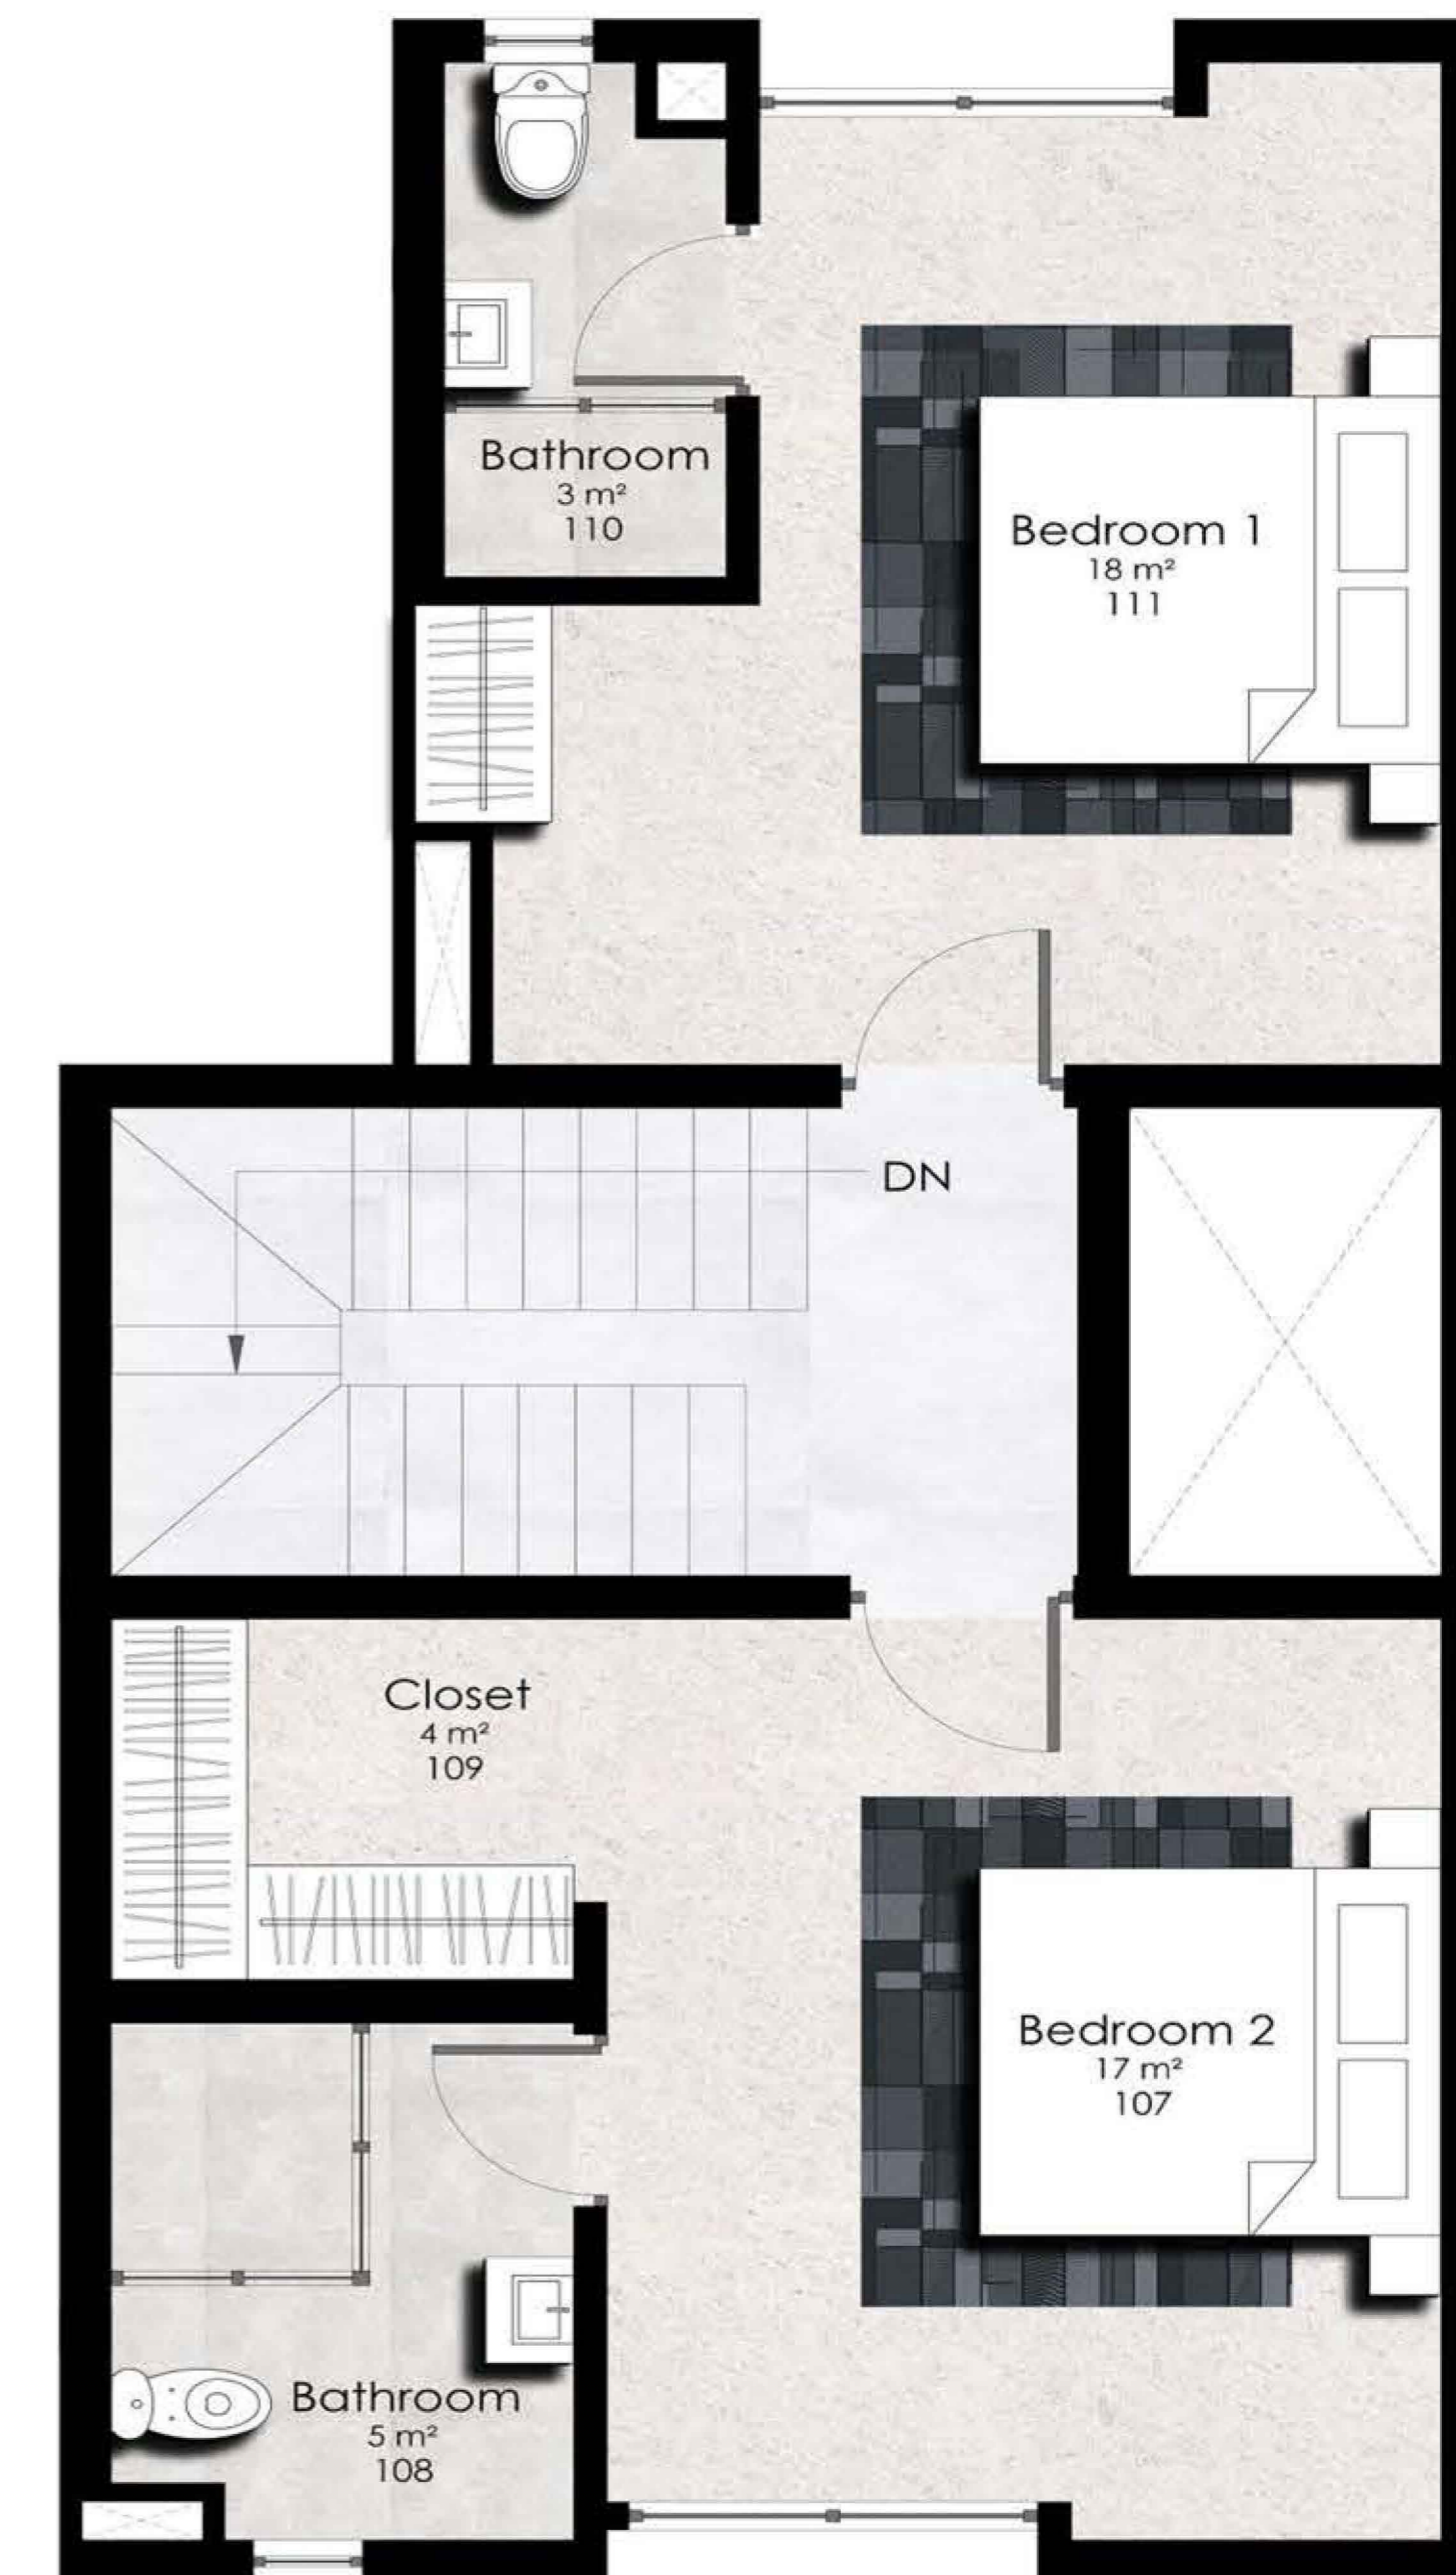 Bathroom
3 m²
110
Bedroom 1
18 m²
111
DN
Closet
4 m²
109
Bedroom 2
17 m²
107
Bathroom
5 m²
108